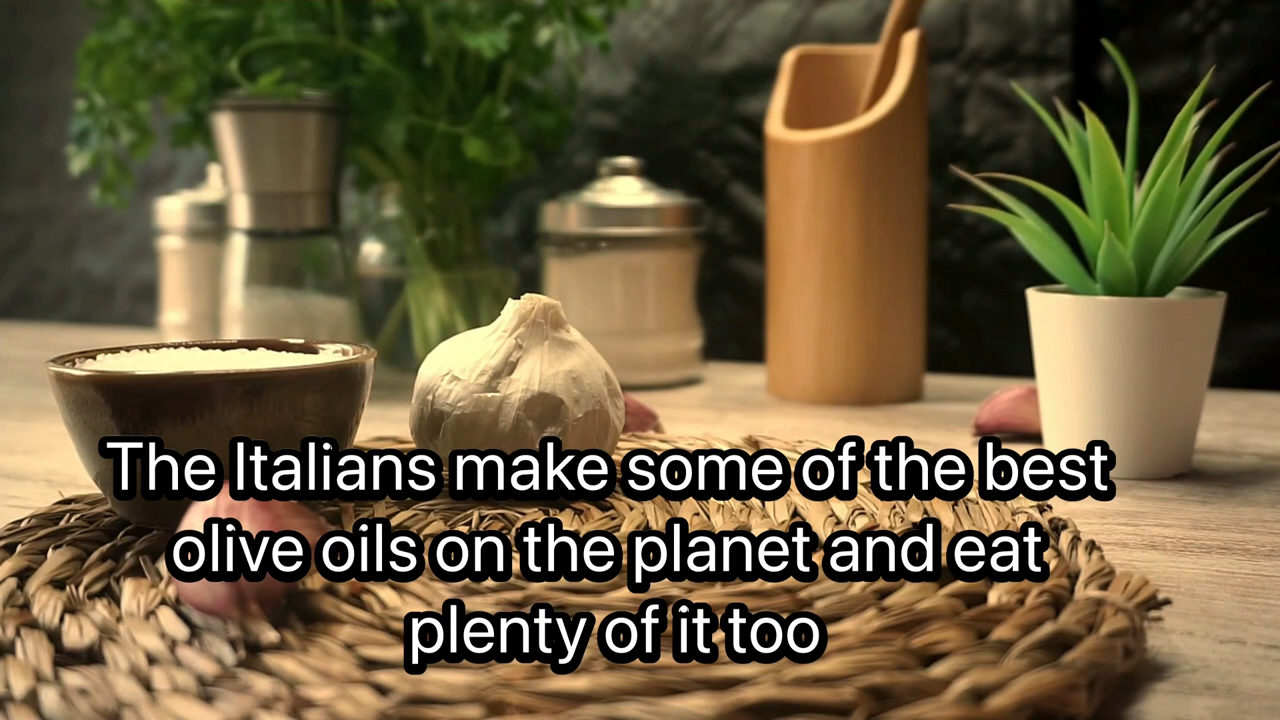 The Italians make some of the best
olive oils on the planet and eat
plenty of it too